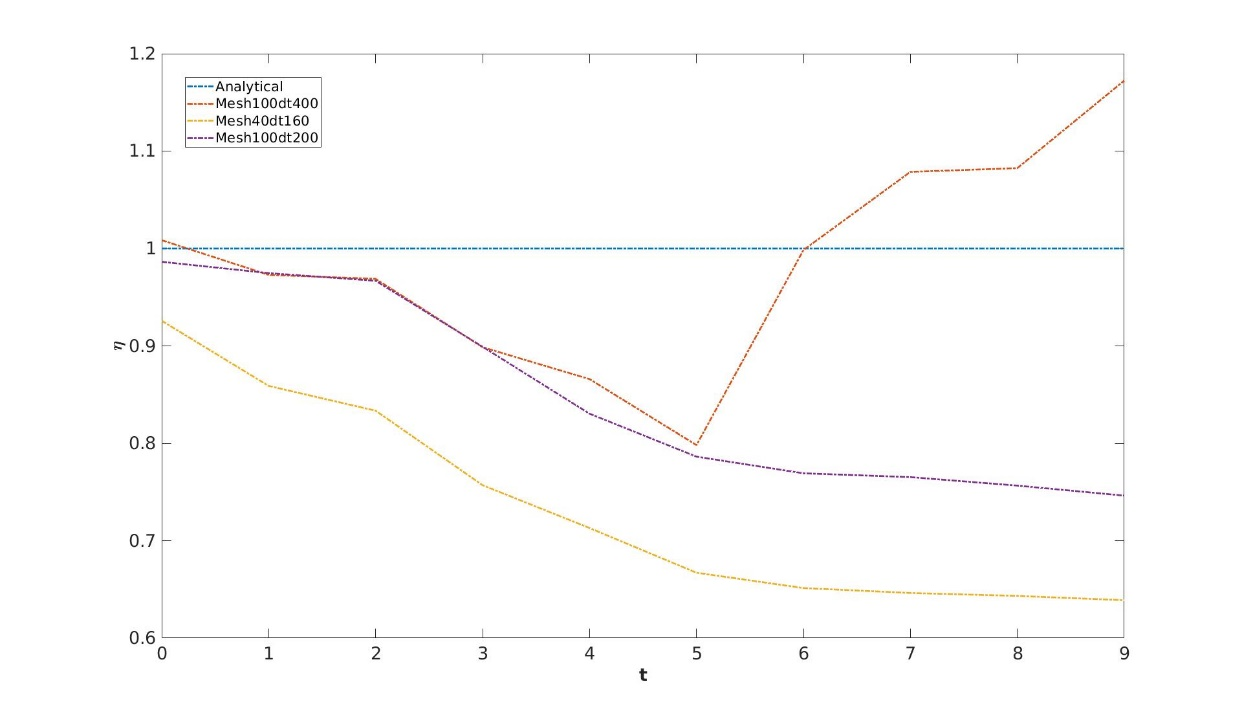 1.2
1.1
1
0.9
0.8
0.7
0.6
η
Analytical
Mesh100dt400
Mesh40dt160
Mesh100dt200
0 1 2 3 4 5 6 7 8 9
t